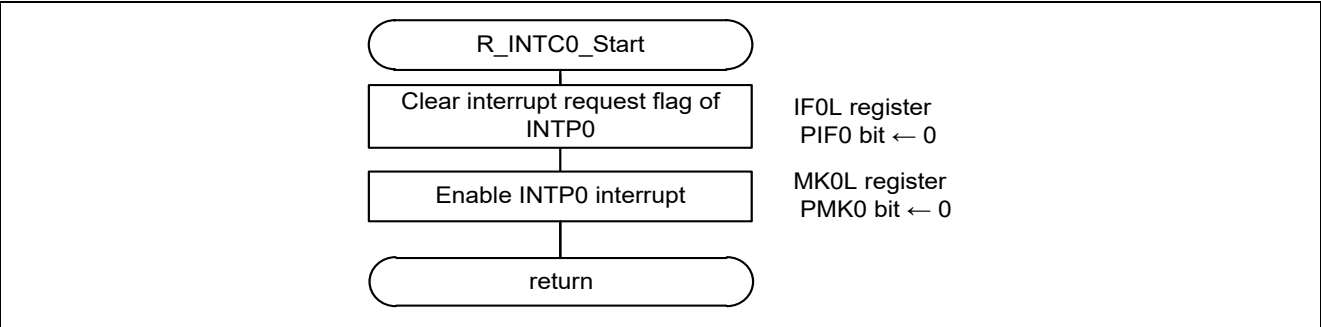 R_INTC0_Start
Clear interrupt request flag of
INTP0
IF0L register
PIF0 bit ← 0
Enable INTP0 interrupt
MK0L register
PMK0 bit ← 0
return